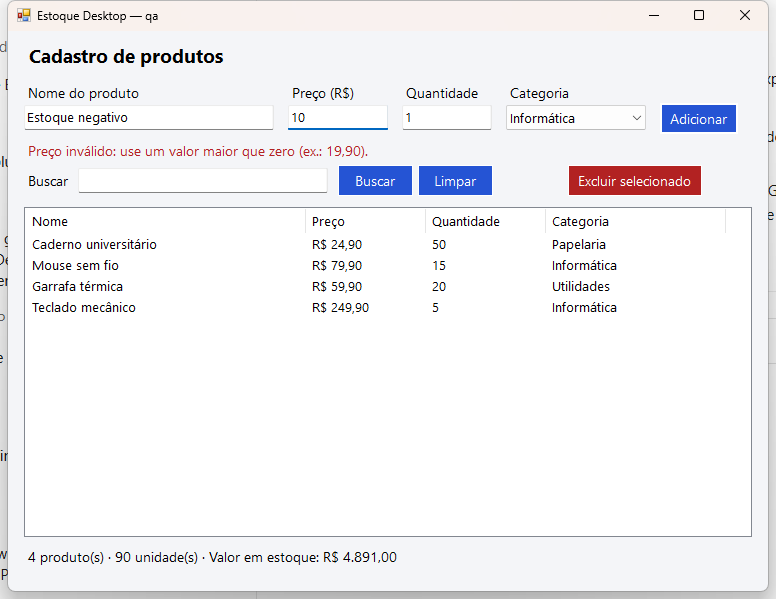 Estoque Desktop — qa
Cadastro de produtos
Nome do produto Preço (R$) Quantidade Categoria
Estoque negativo 10 1 Informática Adicionar
Preço inválido: use um valor maior que zero (ex.: 19,90).
Buscar Buscar Limpar Excluir selecionado
Nome Preço Quantidade Categoria
Caderno universitário R$ 24,90 50 Papelaria
Mouse sem fio R$ 79,90 15 Informática
Garrafa térmica R$ 59,90 20 Utilidades
Teclado mecânico R$ 249,90 5 Informática
4 produto(s) · 90 unidade(s) · Valor em estoque: R$ 4.891,00